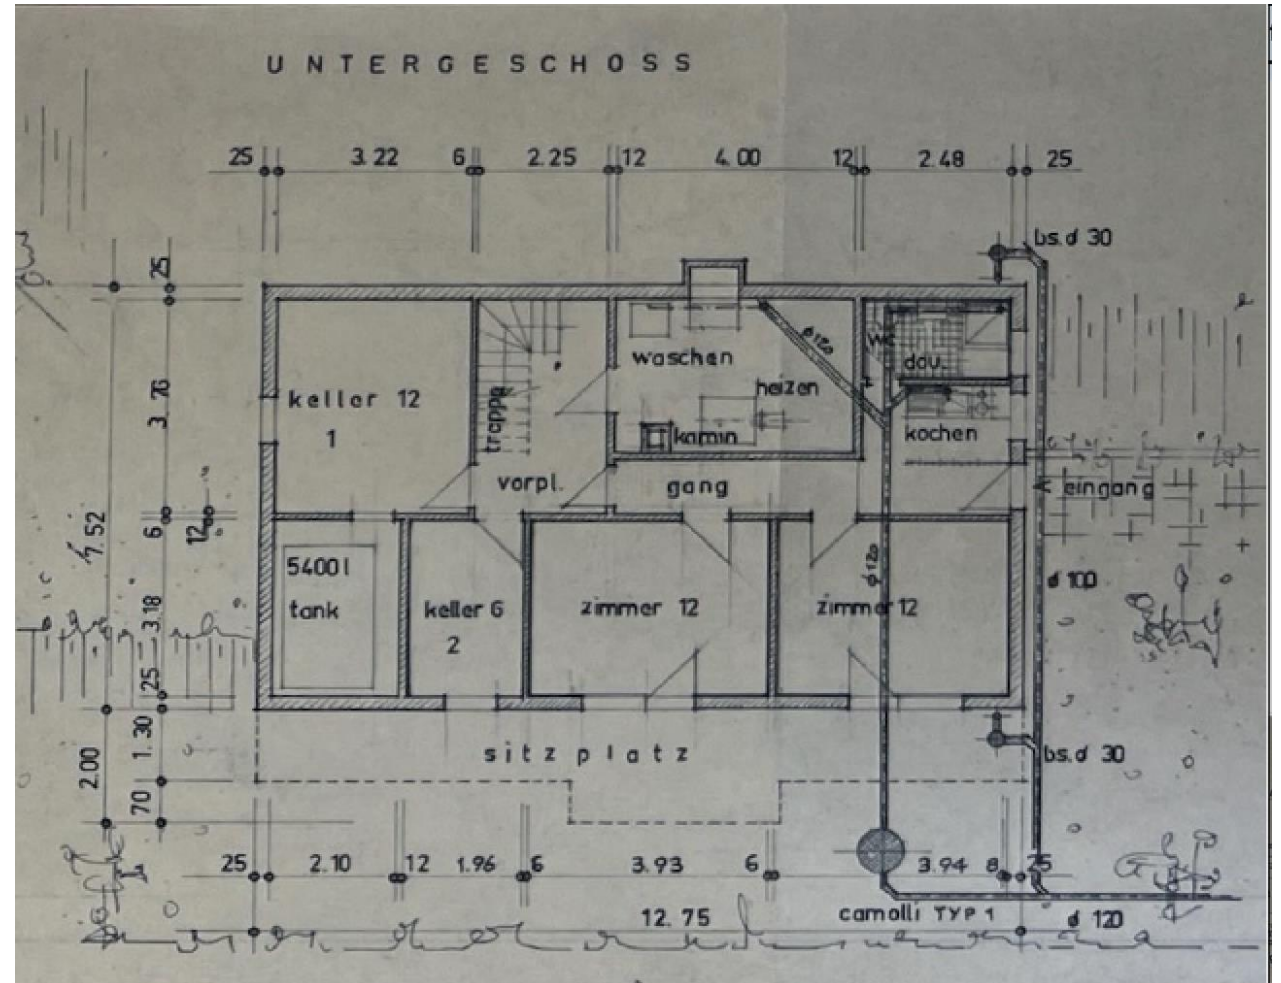 UNTERGESCHOSS
25 3.22 6 2.25 12 4.00 12 2.48 25
bs.d 30
25
waschen
ø120
wc
dou.
heizen
3.76
keller 12
1
treppe
kamin
kochen
vorpl.
gang
eingang
7.52
6
12
5400 l
tank
ø120
ø 100
3.18
keller 6
2
zimmer 12
zimmer 12
25
1.30
sitzplatz
bs.d 30
2.00
70
25 2.10 12 1.96 6 3.93 6 3.94 8 25
12.75
camolli TYP 1
ø 120